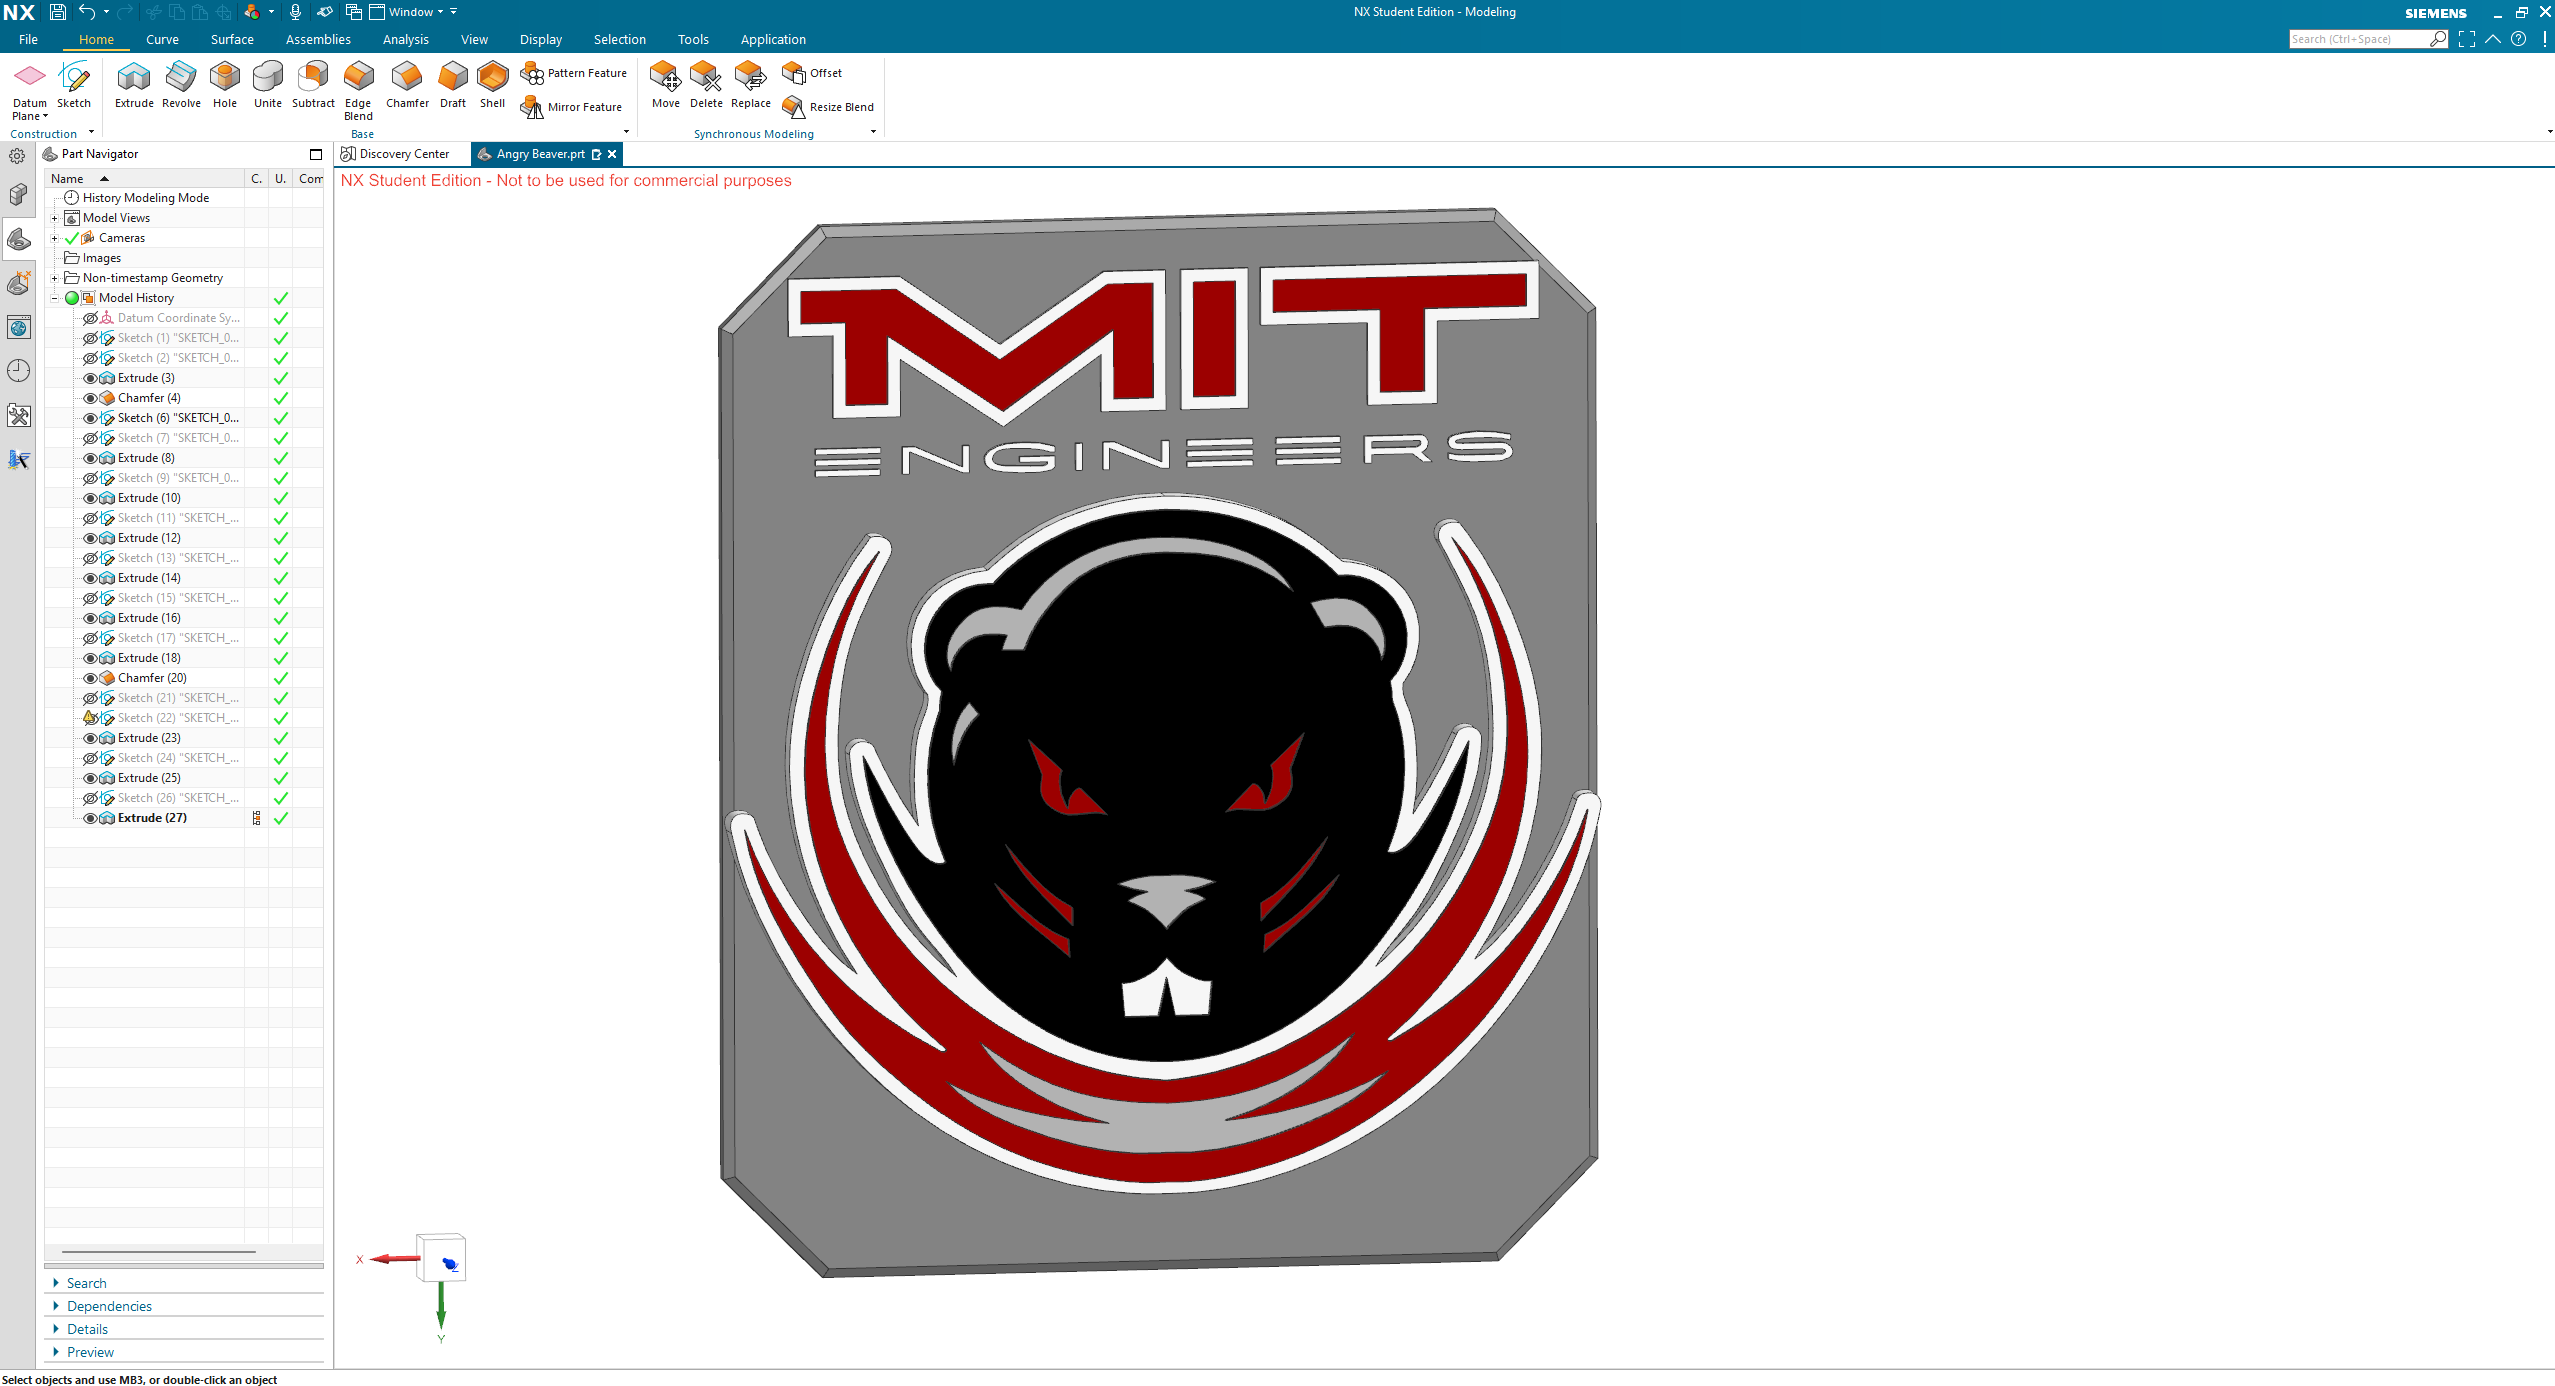 NX Window NX Student Edition - Modeling SIEMENS
File Home Curve Surface Assemblies Analysis View Display Selection Tools Application Search (Ctrl+Space)
Datum Plane Sketch Extrude Revolve Hole Unite Subtract Edge Blend Chamfer Draft Shell Pattern Feature Mirror Feature Move Delete Replace Offset Resize Blend
Construction Base Synchronous Modeling
Part Navigator Discovery Center Angry Beaver.prt
Name C. U. Com
NX Student Edition - Not to be used for commercial purposes
History Modeling Mode
Model Views
Cameras
Images
Non-timestamp Geometry
Model History
Datum Coordinate Sy...
Sketch (1) "SKETCH_0...
Sketch (2) "SKETCH_0...
Extrude (3)
Chamfer (4)
Sketch (6) "SKETCH_0...
Sketch (7) "SKETCH_0...
Extrude (8)
Sketch (9) "SKETCH_0...
Extrude (10)
Sketch (11) "SKETCH_...
Extrude (12)
Sketch (13) "SKETCH_...
Extrude (14)
Sketch (15) "SKETCH_...
Extrude (16)
Sketch (17) "SKETCH_...
Extrude (18)
Chamfer (20)
Sketch (21) "SKETCH_...
Sketch (22) "SKETCH_...
Extrude (23)
Sketch (24) "SKETCH_...
Extrude (25)
Sketch (26) "SKETCH_...
Extrude (27)
MIT
ENGINEERS
X
Z
Y
Search
Dependencies
Details
Preview
Select objects and use MB3, or double-click an object